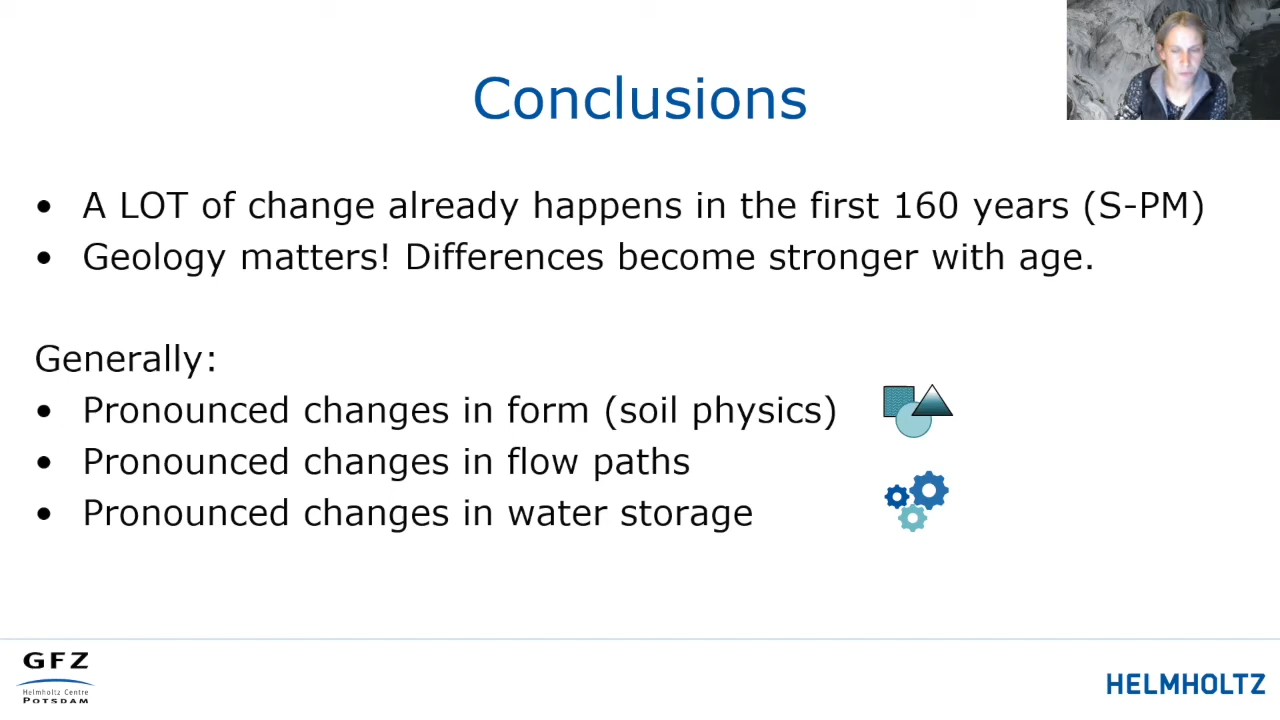 Conclusions
• A LOT of change already happens in the first 160 years (S-PM)
• Geology matters! Differences become stronger with age.
Generally:
• Pronounced changes in form (soil physics)
• Pronounced changes in flow paths
• Pronounced changes in water storage
GFZ
Helmholtz Centre
POTSDAM
HELMHOLTZ